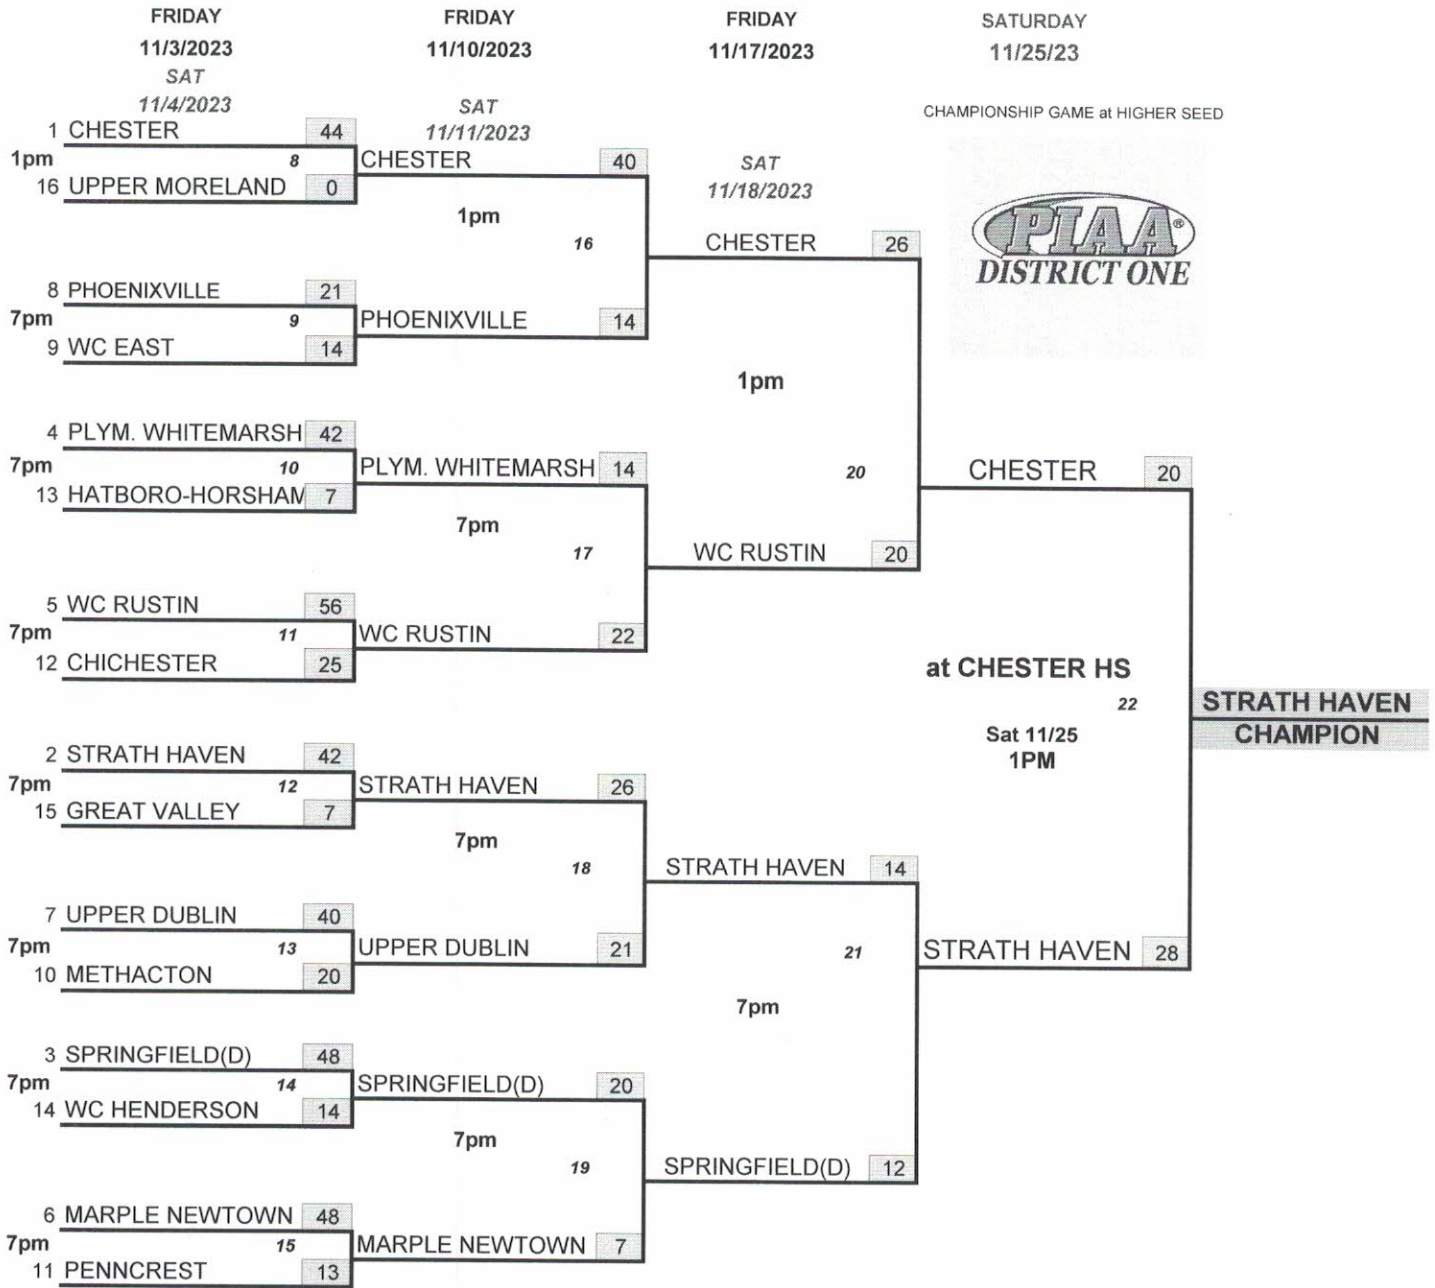 FRIDAY FRIDAY FRIDAY SATURDAY
11/3/2023 11/10/2023 11/17/2023 11/25/23
SAT
11/4/2023
SAT
11/11/2023
CHAMPIONSHIP GAME at HIGHER SEED
1 CHESTER 44
1pm 8 CHESTER 40
16 UPPER MORELAND 0
SAT
11/18/2023
1pm
16 CHESTER 26
PIAA®
DISTRICT ONE
8 PHOENIXVILLE 21
7pm 9 PHOENIXVILLE 14
9 WC EAST 14
1pm
4 PLYM. WHITEMARSH 42
7pm 10 PLYM. WHITEMARSH 14
20 CHESTER 20
13 HATBORO-HORSHAM 7
7pm
17 WC RUSTIN 20
5 WC RUSTIN 56
7pm 11 WC RUSTIN 22
12 CHICHESTER 25
at CHESTER HS
22 STRATH HAVEN
CHAMPION
Sat 11/25
1PM
2 STRATH HAVEN 42
7pm 12 STRATH HAVEN 26
15 GREAT VALLEY 7
7pm
18 STRATH HAVEN 14
7 UPPER DUBLIN 40
7pm 13 UPPER DUBLIN 21
21 STRATH HAVEN 28
10 METHACTON 20
7pm
3 SPRINGFIELD(D) 48
7pm 14 SPRINGFIELD(D) 20
14 WC HENDERSON 14
7pm
19 SPRINGFIELD(D) 12
6 MARPLE NEWTOWN 48
7pm 15 MARPLE NEWTOWN 7
11 PENNCREST 13